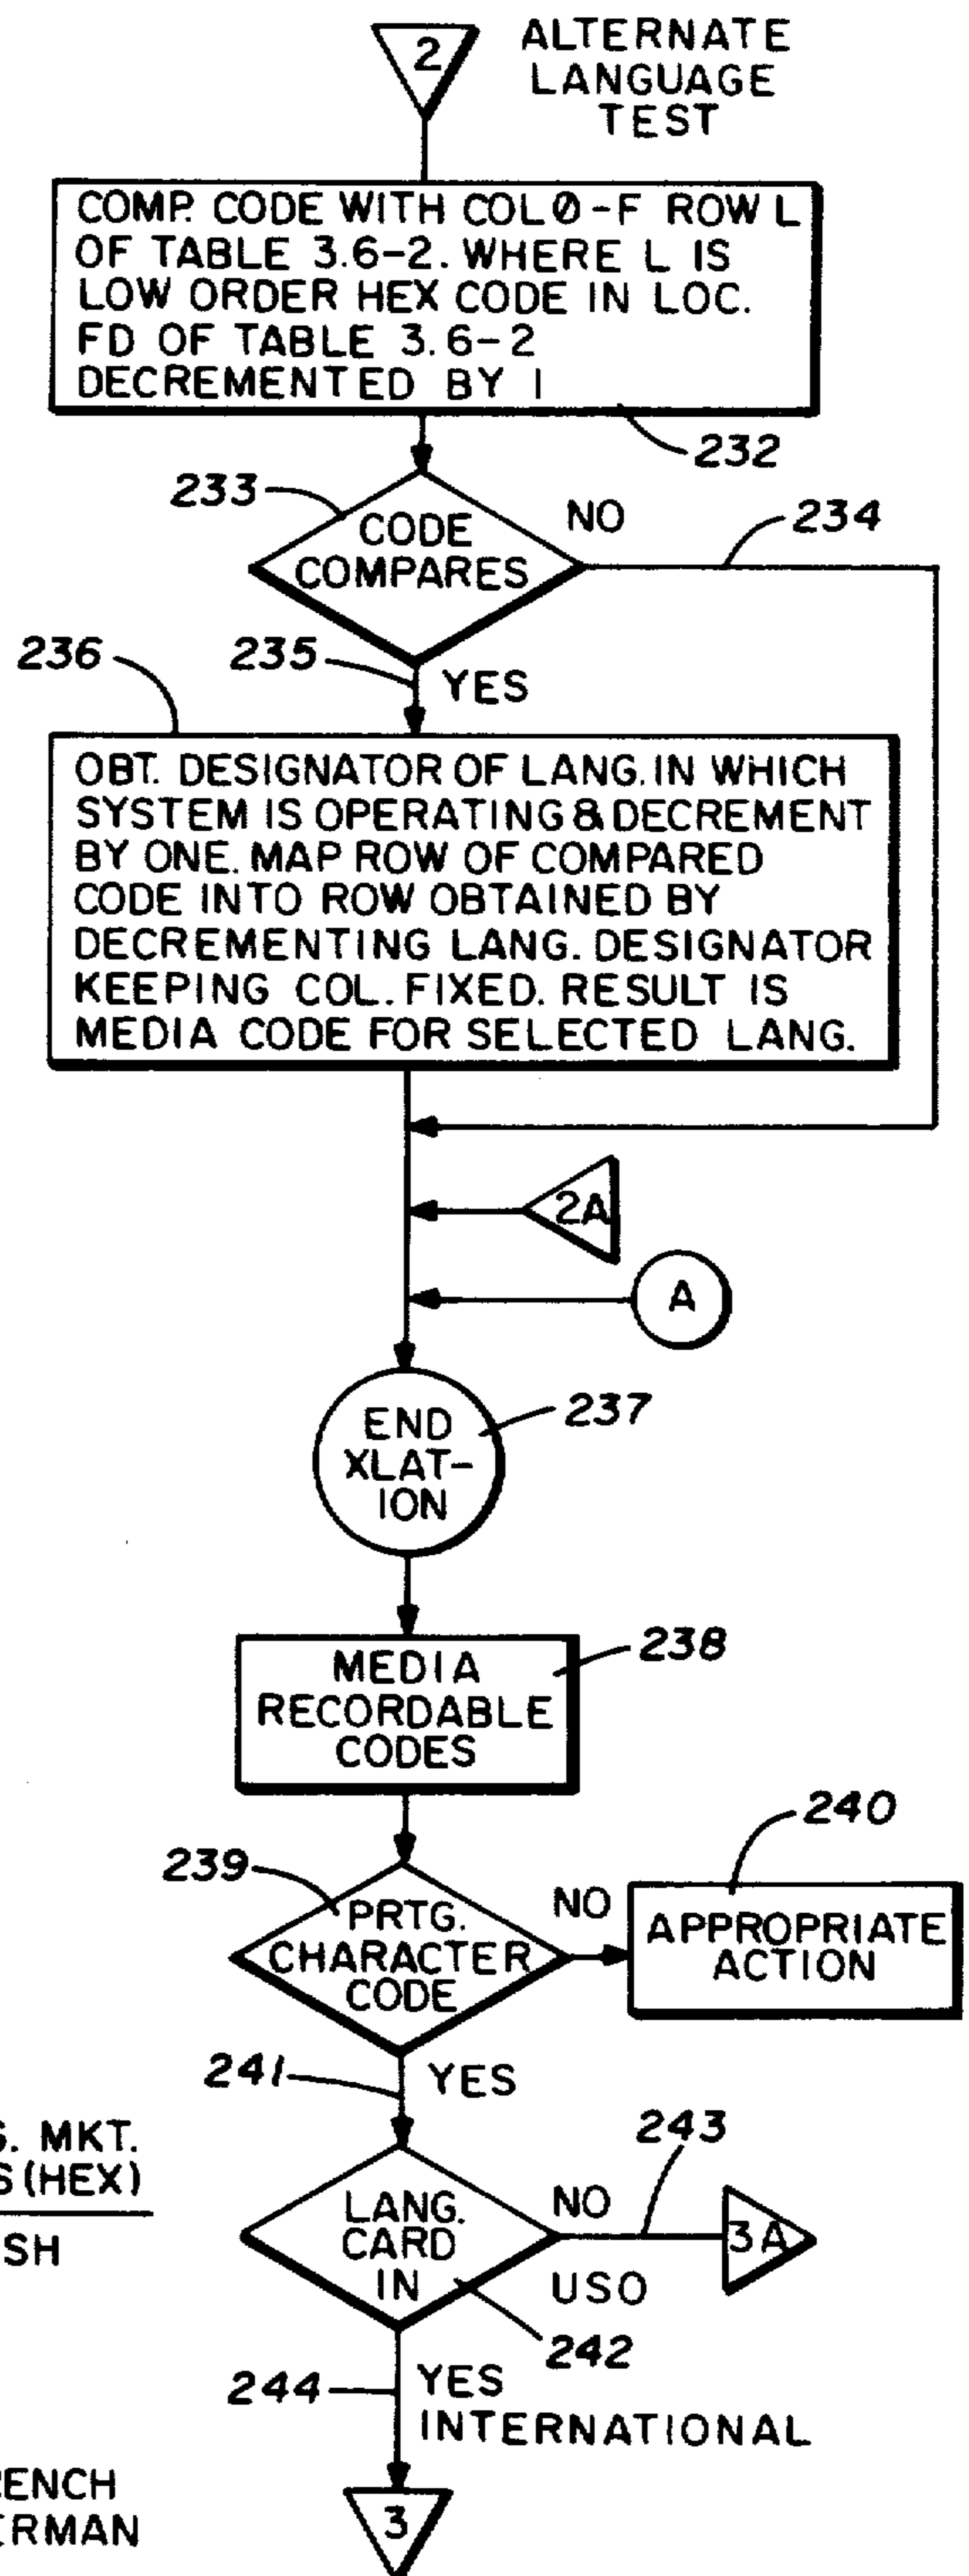 2
ALTERNATE
LANGUAGE
TEST
COMP. CODE WITH COL 0-F ROW L
OF TABLE 3.6-2. WHERE L IS
LOW ORDER HEX CODE IN LOC.
FD OF TABLE 3.6-2
DECREMENTED BY 1
232
233
CODE
COMPARES
NO
234
236
235
YES
OBT. DESIGNATOR OF LANG. IN WHICH
SYSTEM IS OPERATING & DECREMENT
BY ONE. MAP ROW OF COMPARED
CODE INTO ROW OBTAINED BY
DECREMENTING LANG. DESIGNATOR
KEEPING COL. FIXED. RESULT IS
MEDIA CODE FOR SELECTED LANG.
2A
A
END
XLAT-
ION
237
MEDIA
RECORDABLE
CODES
238
239
PRTG.
CHARACTER
CODE
NO
240
APPROPRIATE
ACTION
241
YES
S. MKT.
S (HEX)
SH
LANG.
CARD
IN
NO
USO
243
3A
242
244
YES
INTERNATIONAL
RENCH
ERMAN
3